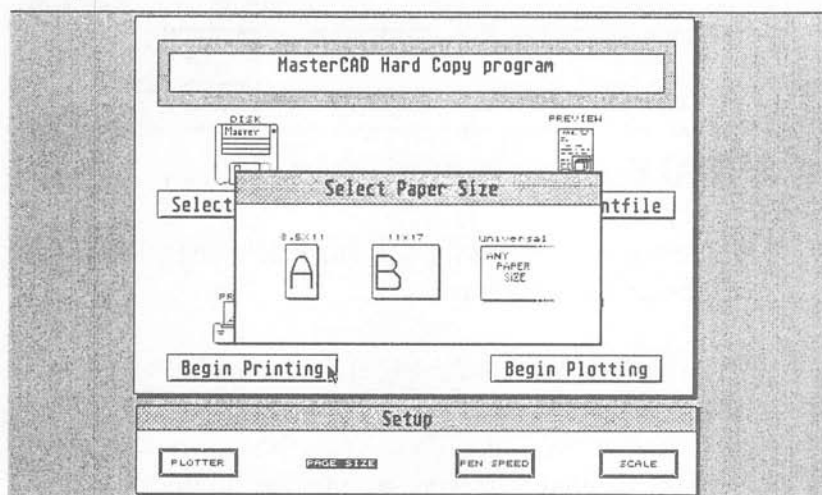 MasterCAD Hard Copy program
DISK
Master
PREVIEW
Select
ntfile
Select Paper Size
8.5X11
11x17
Universal
A
B
ANY
PAPER
SIZE
PR
Begin Printing
Begin Plotting
Setup
PLOTTER
PAGE SIZE
PEN SPEED
SCALE